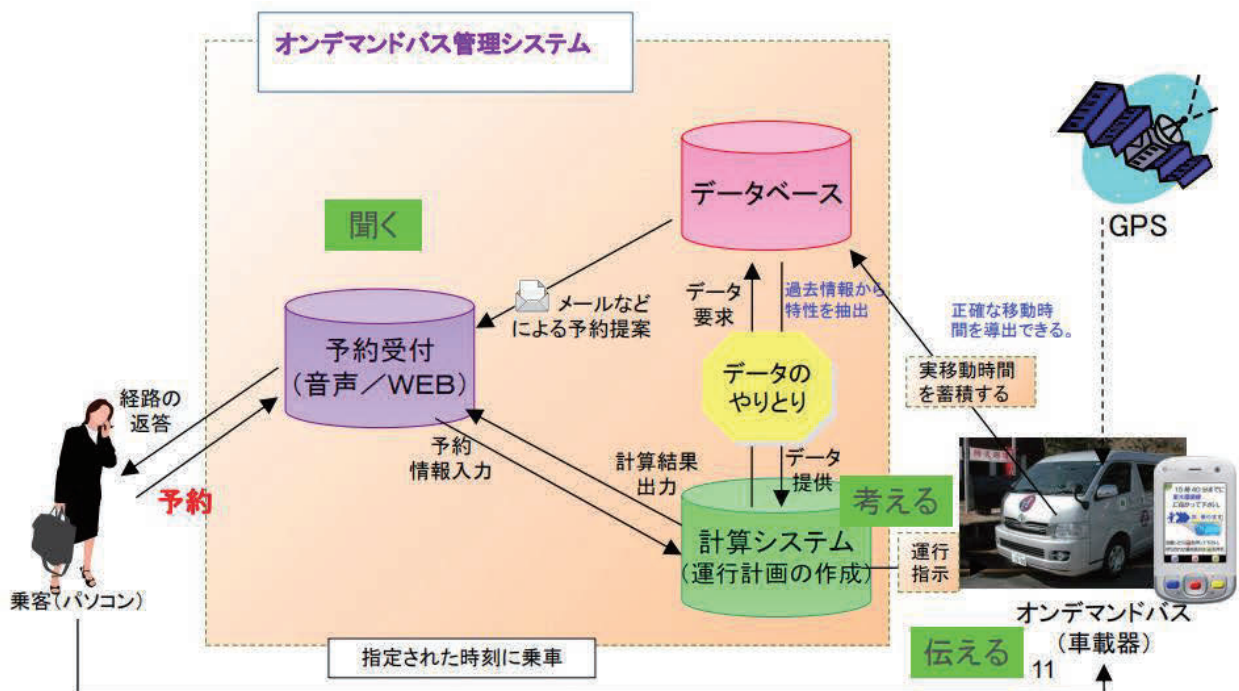 オンデマンドバス管理システム
データベース
聞く
GPS
メールなど
による予約提案
データ
要求
過去情報から
特性を抽出
正確な移動時
間を導出できる。
予約受付
(音声/WEB)
データの
やりとり
実移動時間
を蓄積する
経路の
返答
予約
予約
情報入力
計算結果
出力
データ
提供
考える
計算システム
(運行計画の作成)
運行
指示
乗客(パソコン)
オンデマンドバス
(車載器)
指定された時刻に乗車
伝える
11